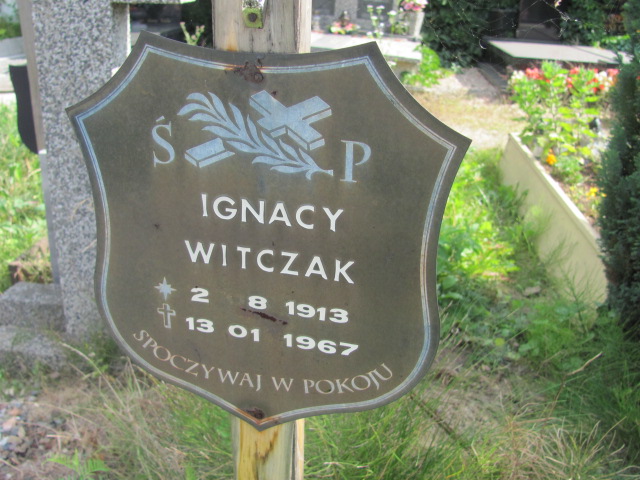 Ś P
IGNACY
WITCZAK
2 8 1913
13 01 1967
SPOCZYWAJ W POKOJU